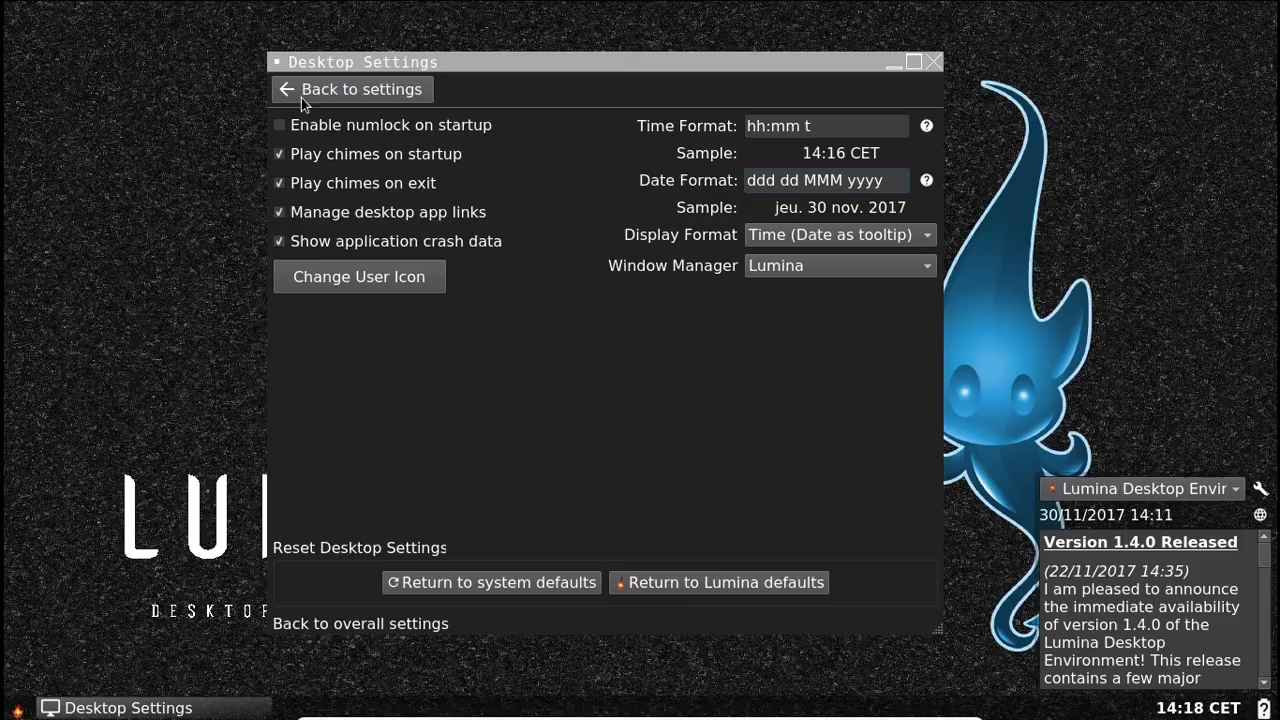 Desktop Settings
Back to settings
Enable numlock on startup
Play chimes on startup
Play chimes on exit
Manage desktop app links
Show application crash data
Change User Icon
Time Format: hh:mm t
Sample: 14:16 CET
Date Format: ddd dd MMM yyyy
Sample: jeu. 30 nov. 2017
Display Format Time (Date as tooltip)
Window Manager Lumina
Reset Desktop Settings
Return to system defaults Return to Lumina defaults
Back to overall settings
LU
DESKTOP
Lumina Desktop Envir
30/11/2017 14:11
Version 1.4.0 Released
(22/11/2017 14:35)
I am pleased to announce
the immediate availability
of version 1.4.0 of the
Lumina Desktop
Environment! This release
contains a few major
Desktop Settings
14:18 CET